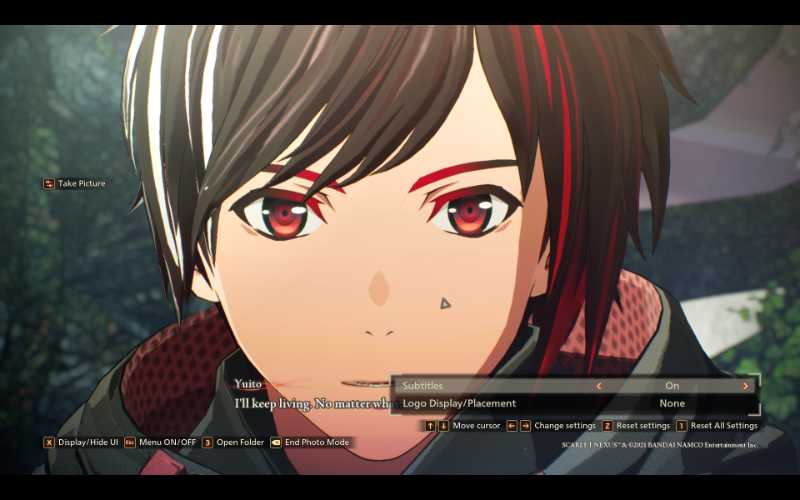 Take Picture
Yuito
I'll keep living. No matter wh
Subtitles < On >
Logo Display/Placement None
↑ ↓ Move cursor ← → Change settings 2 Reset settings 1 Reset All Settings
X Display/Hide UI Esc Menu ON/OFF 3 Open Folder End Photo Mode
SCARLET NEXUS™ & ©2021 BANDAI NAMCO Entertainment Inc.